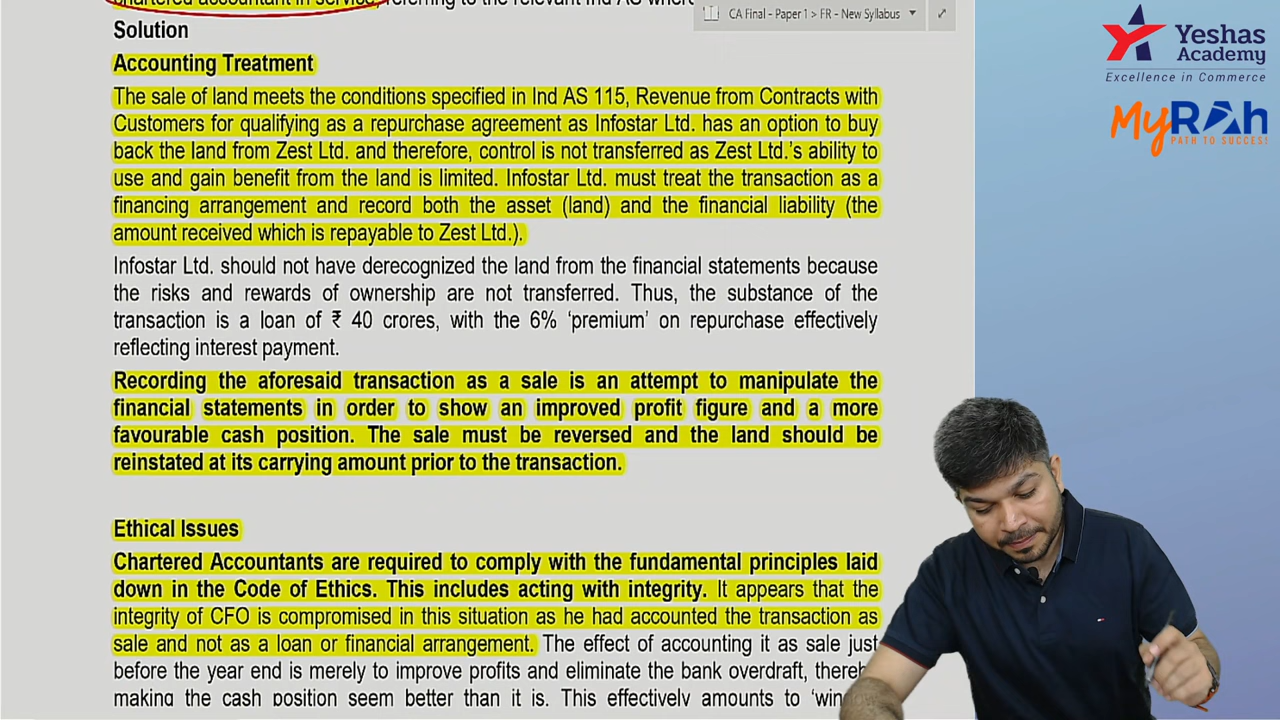 chartered accountant in service, referring to the relevant Ind AS where
CA Final - Paper 1 > FR - New Syllabus
Solution
Accounting Treatment
The sale of land meets the conditions specified in Ind AS 115, Revenue from Contracts with
Customers for qualifying as a repurchase agreement as Infostar Ltd. has an option to buy
back the land from Zest Ltd. and therefore, control is not transferred as Zest Ltd.'s ability to
use and gain benefit from the land is limited. Infostar Ltd. must treat the transaction as a
financing arrangement and record both the asset (land) and the financial liability (the
amount received which is repayable to Zest Ltd.).
Infostar Ltd. should not have derecognized the land from the financial statements because
the risks and rewards of ownership are not transferred. Thus, the substance of the
transaction is a loan of ₹ 40 crores, with the 6% 'premium' on repurchase effectively
reflecting interest payment.
Recording the aforesaid transaction as a sale is an attempt to manipulate the
financial statements in order to show an improved profit figure and a more
favourable cash position. The sale must be reversed and the land should be
reinstated at its carrying amount prior to the transaction.
Ethical Issues
Chartered Accountants are required to comply with the fundamental principles laid
down in the Code of Ethics. This includes acting with integrity. It appears that the
integrity of CFO is compromised in this situation as he had accounted the transaction as
sale and not as a loan or financial arrangement. The effect of accounting it as sale just
before the year end is merely to improve profits and eliminate the bank overdraft,
making the cash position seem better than it is. This effectively amounts to
Yeshas
Academy
Excellence in Commerce
MyRAh
PATH TO SUCCESS